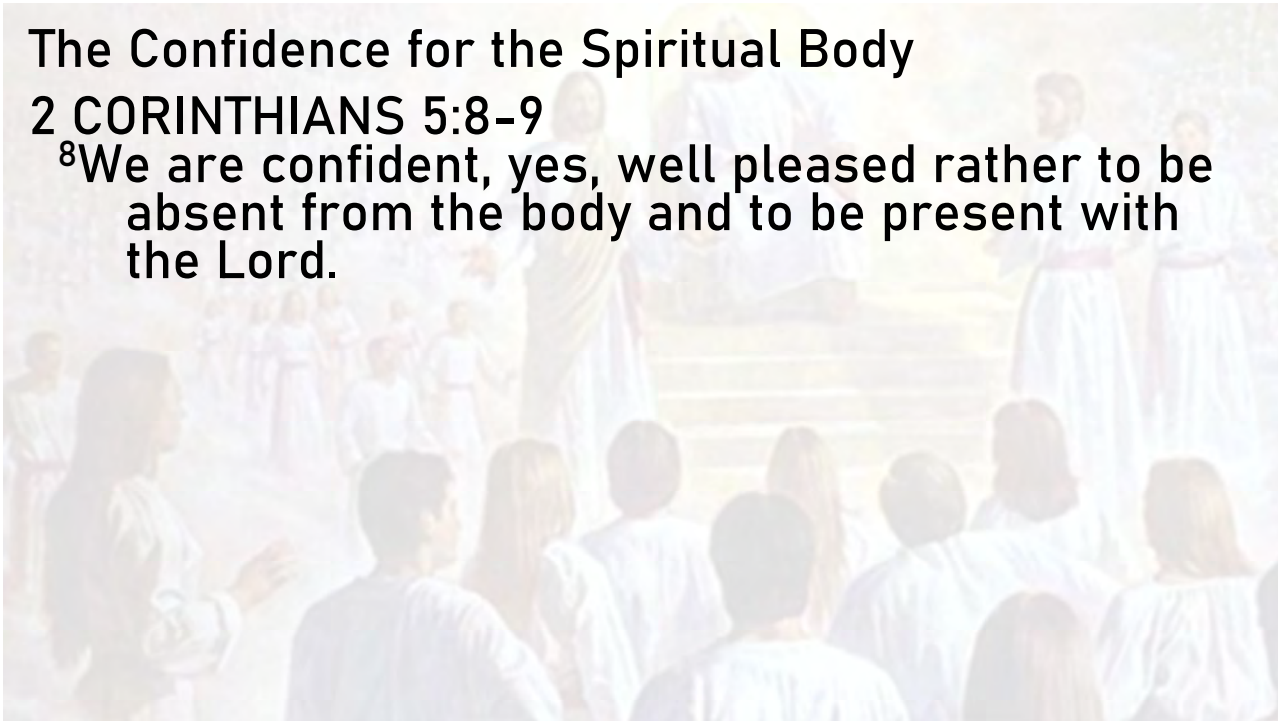 The Confidence for the Spiritual Body
2 CORINTHIANS 5:8-9
⁸We are confident, yes, well pleased rather to be
absent from the body and to be present with
the Lord.